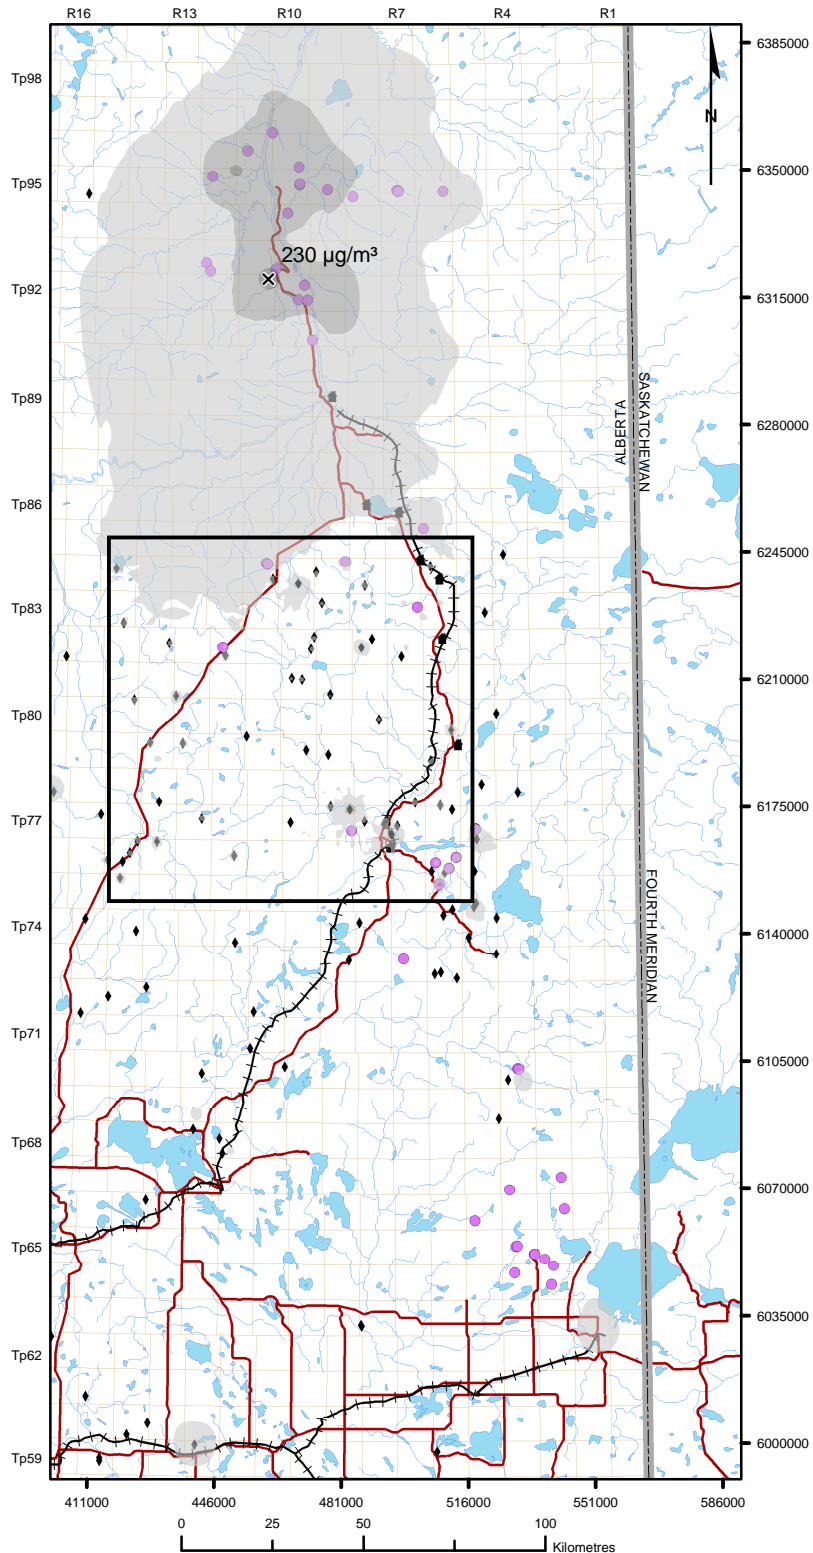 R16 R13 R10 R7 R4 R1
6385000
Tp98
N
6350000
Tp95
230 µg/m³
Tp92
6315000
Tp89
SASKATCHEWAN
ALBERTA
6280000
Tp86
6245000
Tp83
6210000
Tp80
6175000
Tp77
FOURTH MERIDIAN
Tp74
6140000
Tp71
6105000
Tp68
6070000
Tp65
6035000
Tp62
6000000
Tp59
411000 446000 481000 516000 551000 586000
0 25 50 100
Kilometres